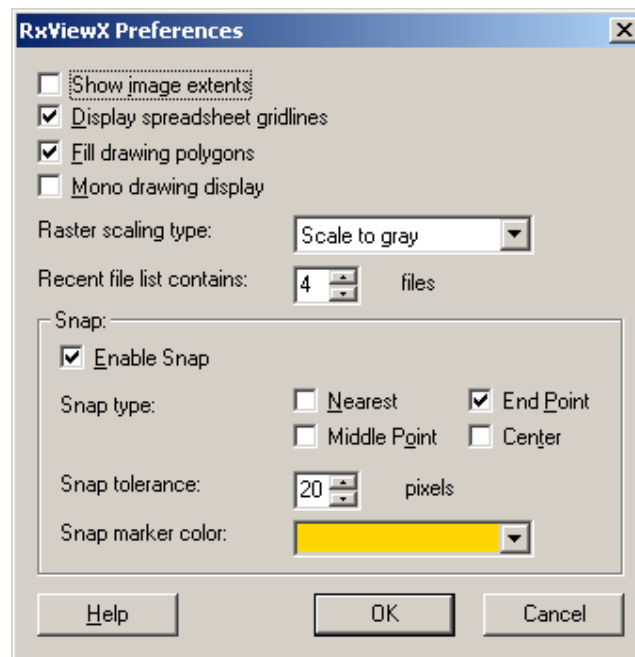 RxViewX Preferences
Show image extents
Display spreadsheet gridlines
Fill drawing polygons
Mono drawing display
Raster scaling type: Scale to gray
Recent file list contains: 4 files
Snap:
Enable Snap
Snap type: Nearest End Point
Middle Point Center
Snap tolerance: 20 pixels
Snap marker color:
Help OK Cancel